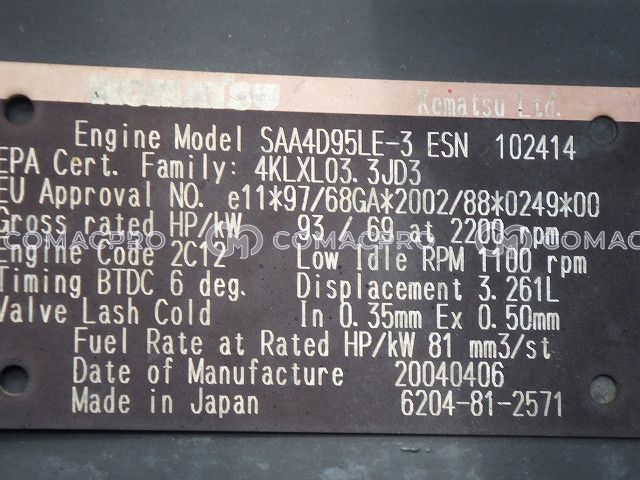 KOMATSU Komatsu Ltd.
Engine Model SAA4D95LE-3 ESN 102414
EPA Cert. Family: 4KLXL03.3JD3
EU Approval NO. e11*97/68GA*2002/88*0249*00
Gross rated HP/kW 93 / 69 at 2200 rpm
COMACPRO COMACPRO
Engine Code 2C12 Low Idle RPM 1100 rpm
Timing BTDC 6 deg. Displacement 3.261L
Valve Lash Cold In 0.35mm Ex 0.50mm
Fuel Rate at Rated HP/kW 81 mm3/st
Date of Manufacture 20040406
Made in Japan 6204-81-2571